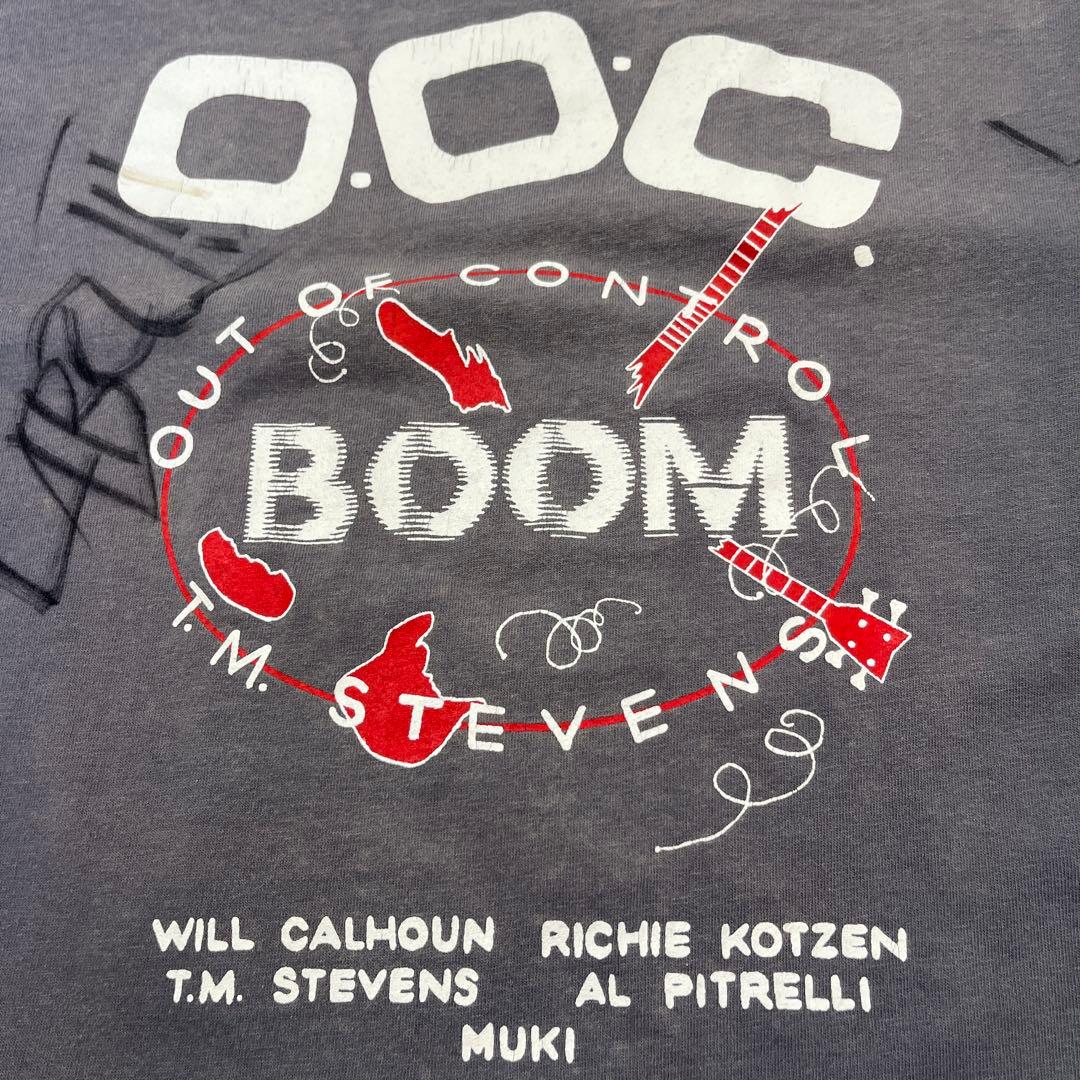 O.O.C.
OUT OF CONTROL
BOOM
T.M. STEVENS
WILL CALHOUN RICHIE KOTZEN
T.M. STEVENS AL PITRELLI
MUKI